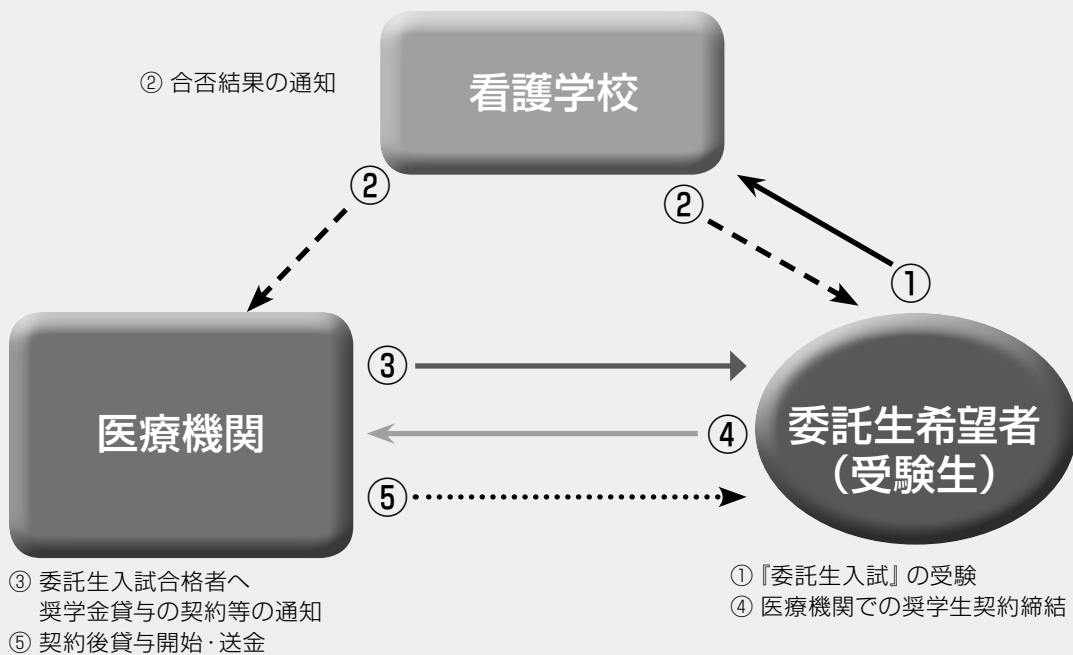 ② 合否結果の通知
看護学校
②
②
①
医療機関
③
④
⑤
委託生希望者
（受験生）
③ 委託生入試合格者へ
奨学金貸与の契約等の通知
⑤ 契約後貸与開始·送金
①『委託生入試』の受験
④ 医療機関での奨学生契約締結